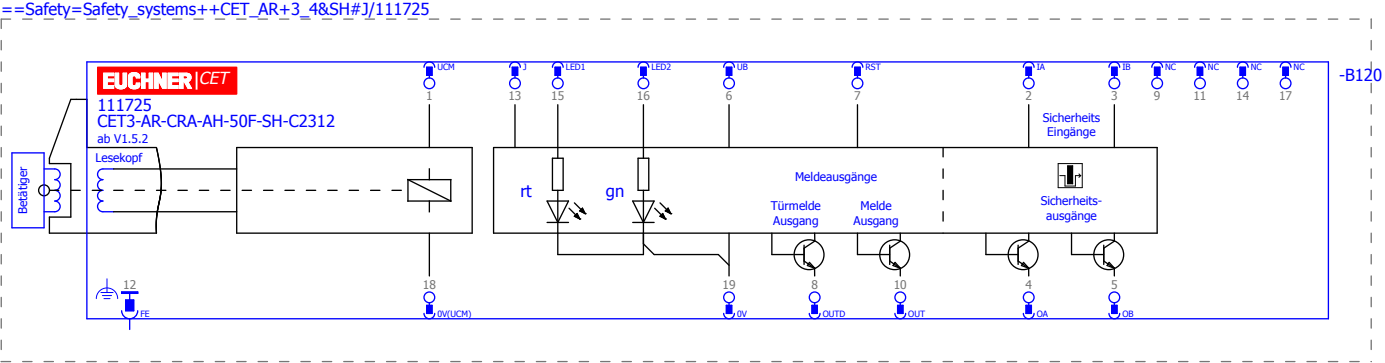 ==Safety=Safety_systems++CET_AR+3_4&SH#J/111725
-B120
UCM J LED1 LED2 UB RST IA IB NC NC NC NC
1 13 15 16 6 7 2 3 9 11 14 17
EUCHNER|CET
111725
CET3-AR-CRA-AH-50F-SH-C2312
ab V1.5.2
Lesekopf
Betätiger
rt
gn
Meldeausgänge
Türmelde
Ausgang
Melde
Ausgang
Sicherheits
Eingänge
Sicherheits-
ausgänge
12 18 19 8 10 4 5
FE 0V(UCM) 0V OUTD OUT OA OB